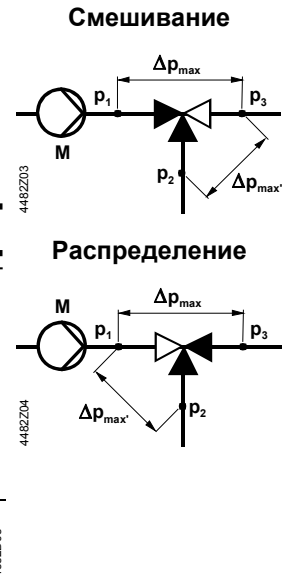 Смешивание
Δpmax
p1
p3
M
p2
Δpmax'
4482Z03
Распределение
M
Δpmax
p1
p3
Δpmax'
p2
4482Z04